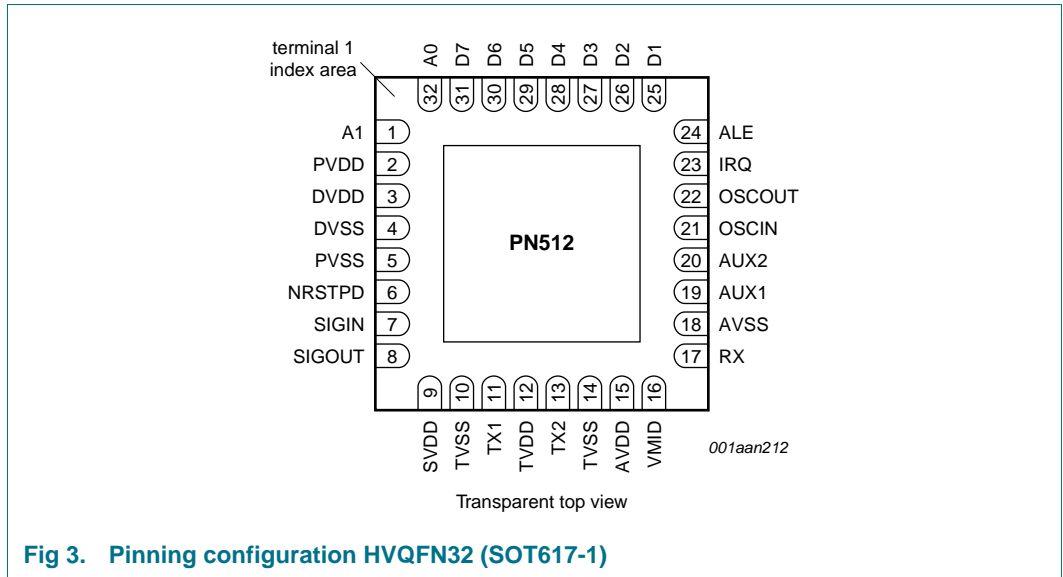 terminal 1
index area
A0 D7 D6 D5 D4 D3 D2 D1
32 31 30 29 28 27 26 25
A1 1
PVDD 2
DVDD 3
DVSS 4
PVSS 5
NRSTPD 6
SIGIN 7
SIGOUT 8
PN512
24 ALE
23 IRQ
22 OSCOUT
21 OSCIN
20 AUX2
19 AUX1
18 AVSS
17 RX
9 10 11 12 13 14 15 16
SVDD TVSS TX1 TVDD TX2 TVSS AVDD VMID
001aan212
Transparent top view
Fig 3. Pinning configuration HVQFN32 (SOT617-1)